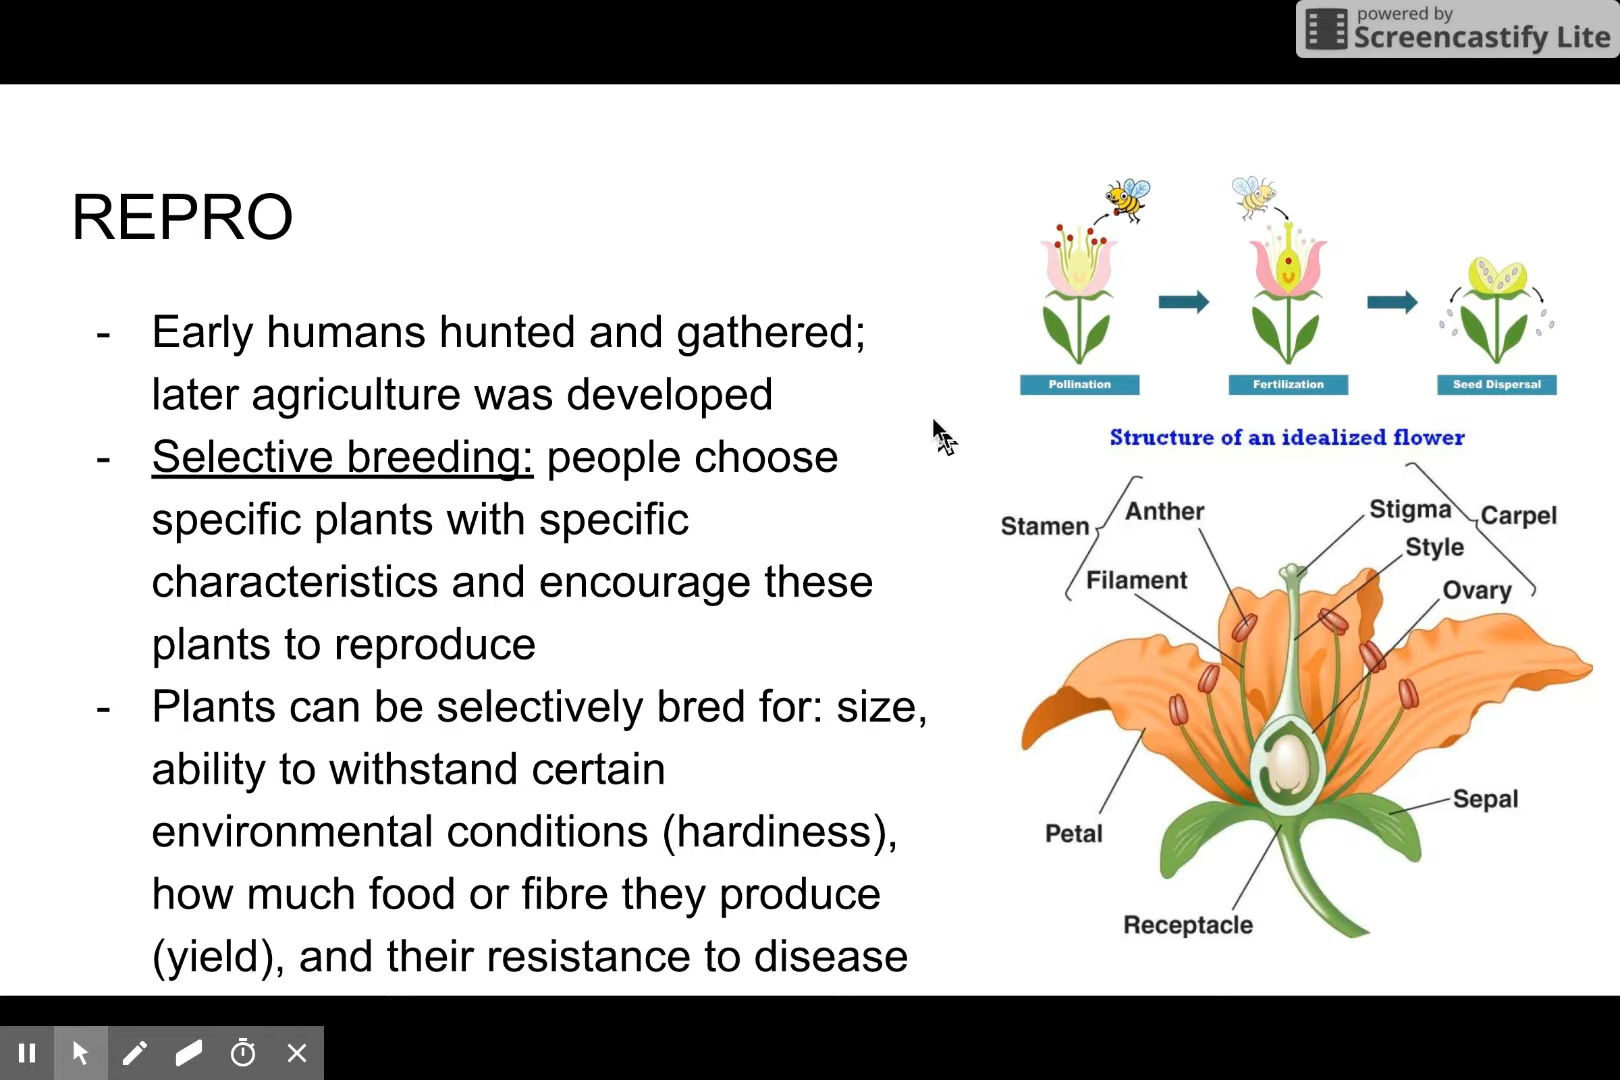 powered by
Screencastify Lite
REPRO
- Early humans hunted and gathered;
later agriculture was developed
- Selective breeding: people choose
specific plants with specific
characteristics and encourage these
plants to reproduce
- Plants can be selectively bred for: size,
ability to withstand certain
environmental conditions (hardiness),
how much food or fibre they produce
(yield), and their resistance to disease
Pollination
Fertilization
Seed Dispersal
Structure of an idealized flower
Stamen
Anther
Filament
Stigma
Carpel
Style
Ovary
Petal
Sepal
Receptacle